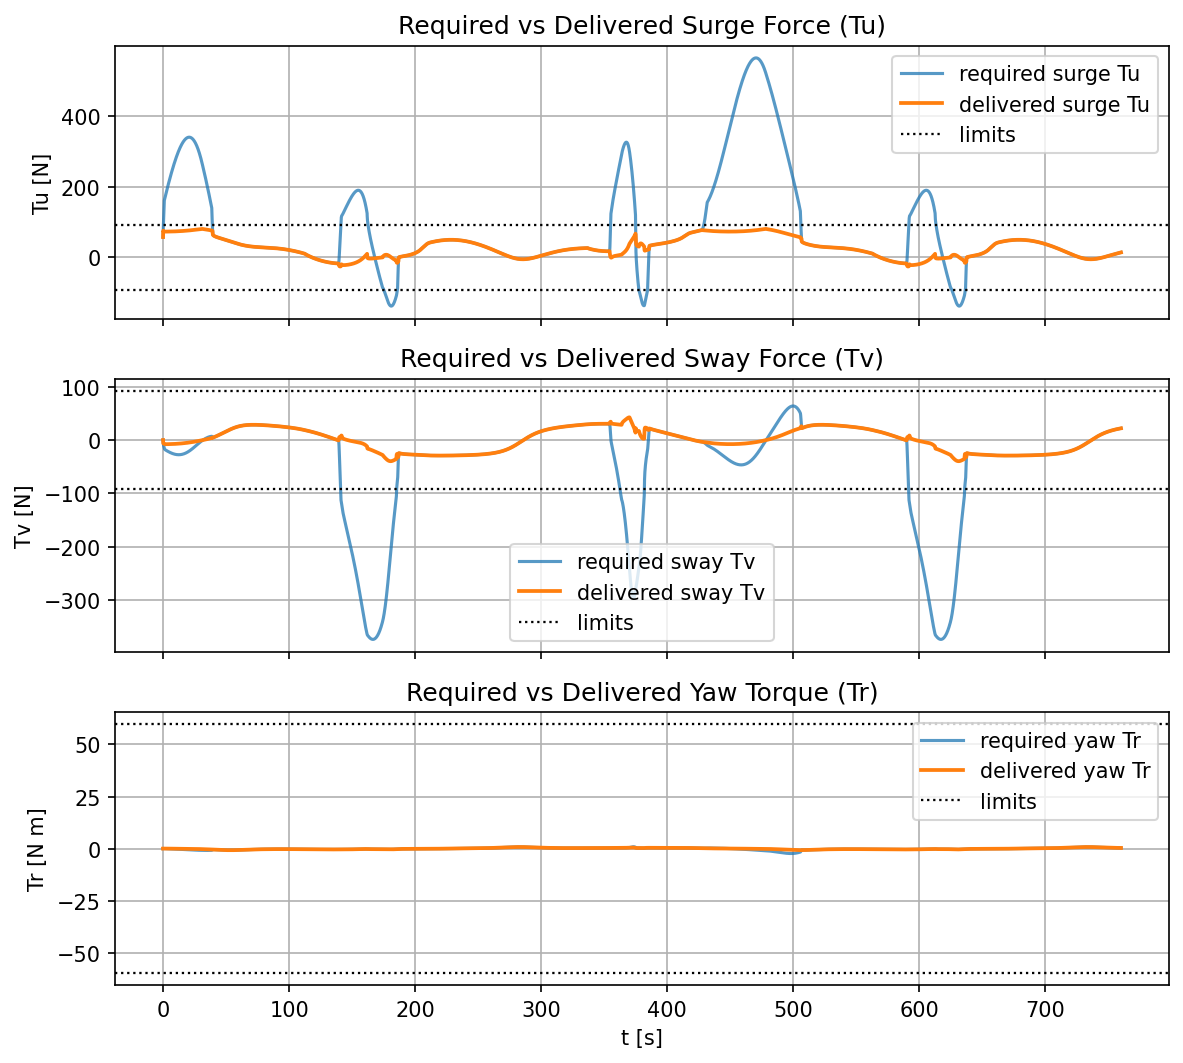 Required vs Delivered Surge Force (Tu)
Tu [N]
400
200
0
required surge Tu
delivered surge Tu
limits
Required vs Delivered Sway Force (Tv)
Tv [N]
100
0
−100
−200
−300
required sway Tv
delivered sway Tv
limits
Required vs Delivered Yaw Torque (Tr)
Tr [N m]
50
25
0
−25
−50
required yaw Tr
delivered yaw Tr
limits
0 100 200 300 400 500 600 700
t [s]